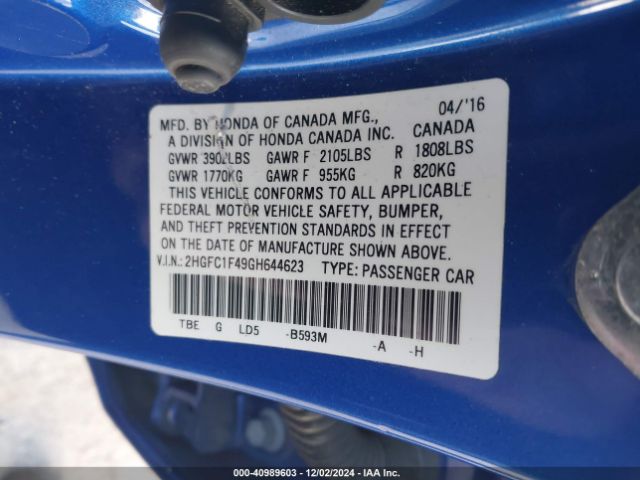 MFD. BY HONDA OF CANADA MFG., 04/'16
A DIVISION OF HONDA CANADA INC. CANADA
GVWR 3902LBS GAWR F 2105LBS R 1808LBS
GVWR 1770KG GAWR F 955KG R 820KG
THIS VEHICLE CONFORMS TO ALL APPLICABLE
FEDERAL MOTOR VEHICLE SAFETY, BUMPER,
AND THEFT PREVENTION STANDARDS IN EFFECT
ON THE DATE OF MANUFACTURE SHOWN ABOVE.
V.I.N.: 2HGFC1F49GH644623 TYPE: PASSENGER CAR
TBE G LD5 -B593M -A -H
000-40989603 | 12/02/2024 | IAA Inc.